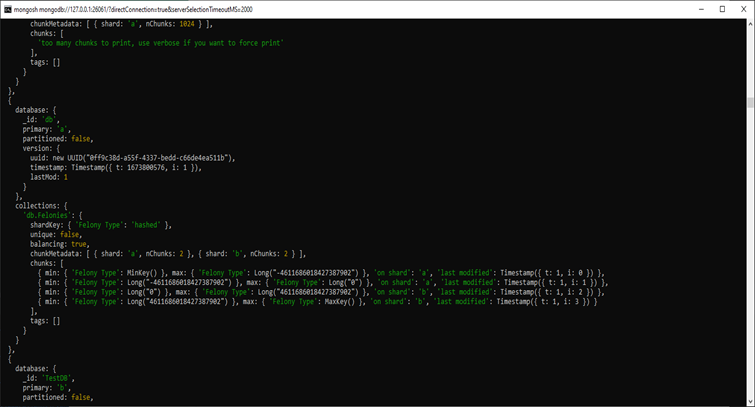 mongosh mongodb://127.0.0.1:26061/?directConnection=true&serverSelectionTimeoutMS=2000
chunkMetadata: [ { shard: 'a', nChunks: 1024 } ],
chunks: [
'too many chunks to print, use verbose if you want to force print'
],
tags: []
}
}
},
{
database: {
_id: 'db',
primary: 'a',
partitioned: false,
version: {
uuid: new UUID("0ff9c38d-a55f-4337-bedd-c66de4ea511b"),
timestamp: Timestamp({ t: 1673800576, i: 1 }),
lastMod: 1
}
},
collections: {
'db.Felonies': {
shardKey: { 'Felony Type': 'hashed' },
unique: false,
balancing: true,
chunkMetadata: [ { shard: 'a', nChunks: 2 }, { shard: 'b', nChunks: 2 } ],
chunks: [
{ min: { 'Felony Type': MinKey() }, max: { 'Felony Type': Long("-4611686018427387902") }, 'on shard': 'a', 'last modified': Timestamp({ t: 1, i: 0 }) },
{ min: { 'Felony Type': Long("-4611686018427387902") }, max: { 'Felony Type': Long("0") }, 'on shard': 'a', 'last modified': Timestamp({ t: 1, i: 1 }) },
{ min: { 'Felony Type': Long("0") }, max: { 'Felony Type': Long("4611686018427387902") }, 'on shard': 'b', 'last modified': Timestamp({ t: 1, i: 2 }) },
{ min: { 'Felony Type': Long("4611686018427387902") }, max: { 'Felony Type': MaxKey() }, 'on shard': 'b', 'last modified': Timestamp({ t: 1, i: 3 }) }
],
tags: []
}
}
},
{
database: {
_id: 'TestDB',
primary: 'b',
partitioned: false,